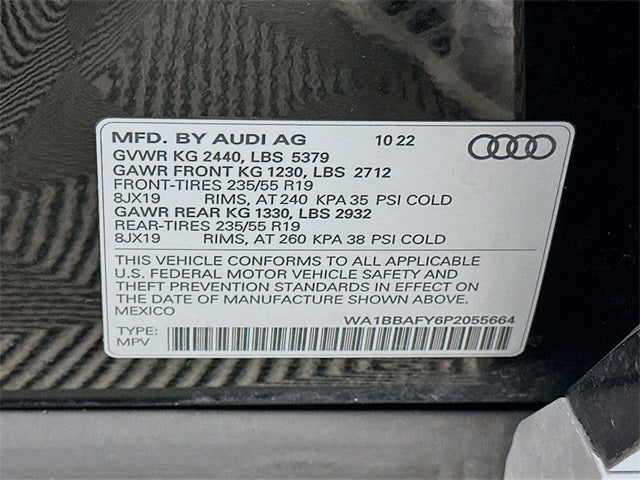 MFD. BY AUDI AG 10 22
GVWR KG 2440, LBS 5379
GAWR FRONT KG 1230, LBS 2712
FRONT-TIRES 235/55 R19
8JX19 RIMS, AT 240 KPA 35 PSI COLD
GAWR REAR KG 1330, LBS 2932
REAR-TIRES 235/55 R19
8JX19 RIMS, AT 260 KPA 38 PSI COLD
THIS VEHICLE CONFORMS TO ALL APPLICABLE
U.S. FEDERAL MOTOR VEHICLE SAFETY AND
THEFT PREVENTION STANDARDS IN EFFECT ON
THE DATE OF MANUFACTURE SHOWN ABOVE.
MEXICO
WA1BBAFY6P2055664
TYPE:
MPV